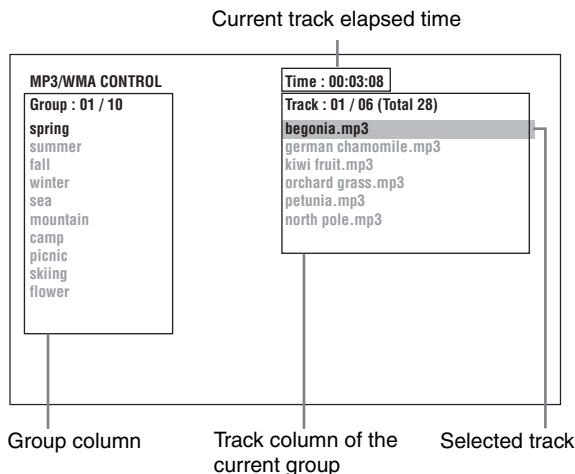 Current track elapsed time
MP3/WMA CONTROL
Group : 01 / 10
spring
summer
fall
winter
sea
mountain
camp
picnic
skiing
flower
Time : 00:03:08
Track : 01 / 06 (Total 28)
begonia.mp3
german chamomile.mp3
kiwi fruit.mp3
orchard grass.mp3
petunia.mp3
north pole.mp3
Group column
Track column of the
current group
Selected track